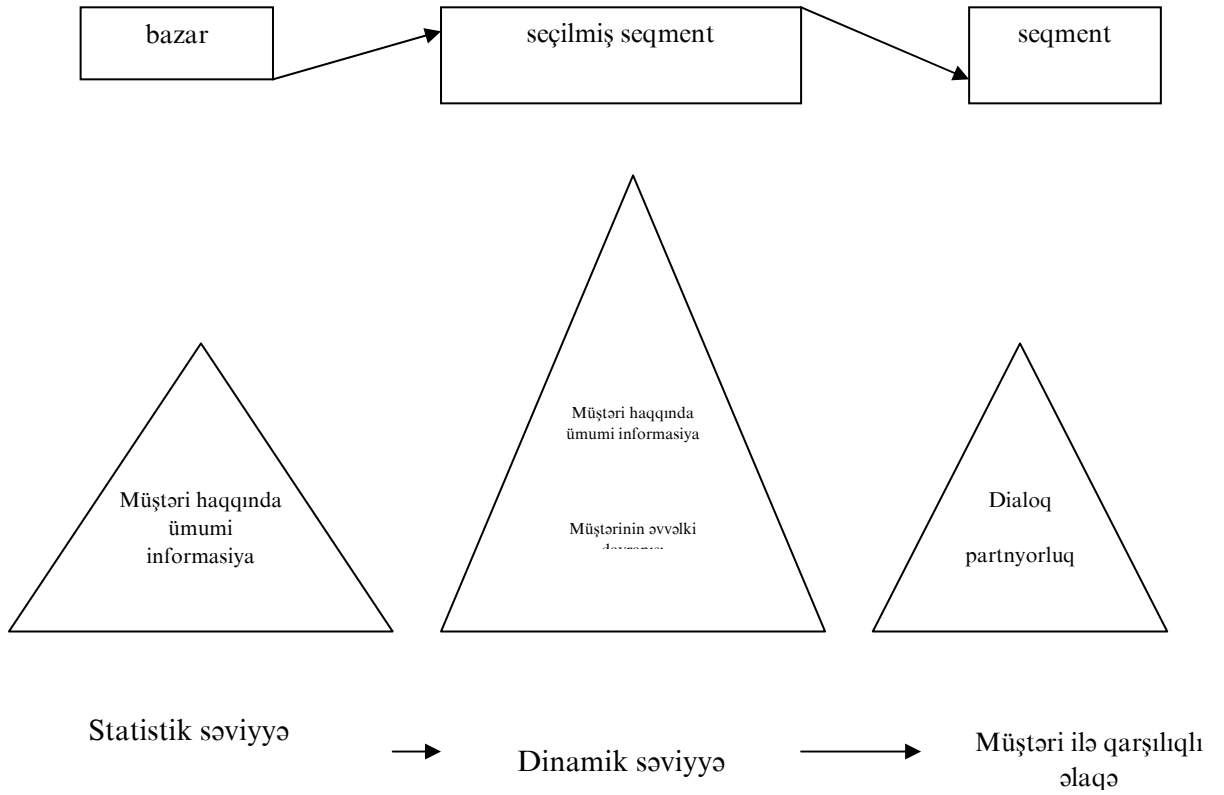 bazar
seçilmiş seqment
seqment
Müştəri haqqında
ümumi
informasiya
Müştəri haqqında
ümumi informasiya
Müştərinin əvvəlki
Dialoq
partnyorluq
Statistik səviyyə
Dinamik səviyyə
Müştəri ilə qarşılıqlı
əlaqə